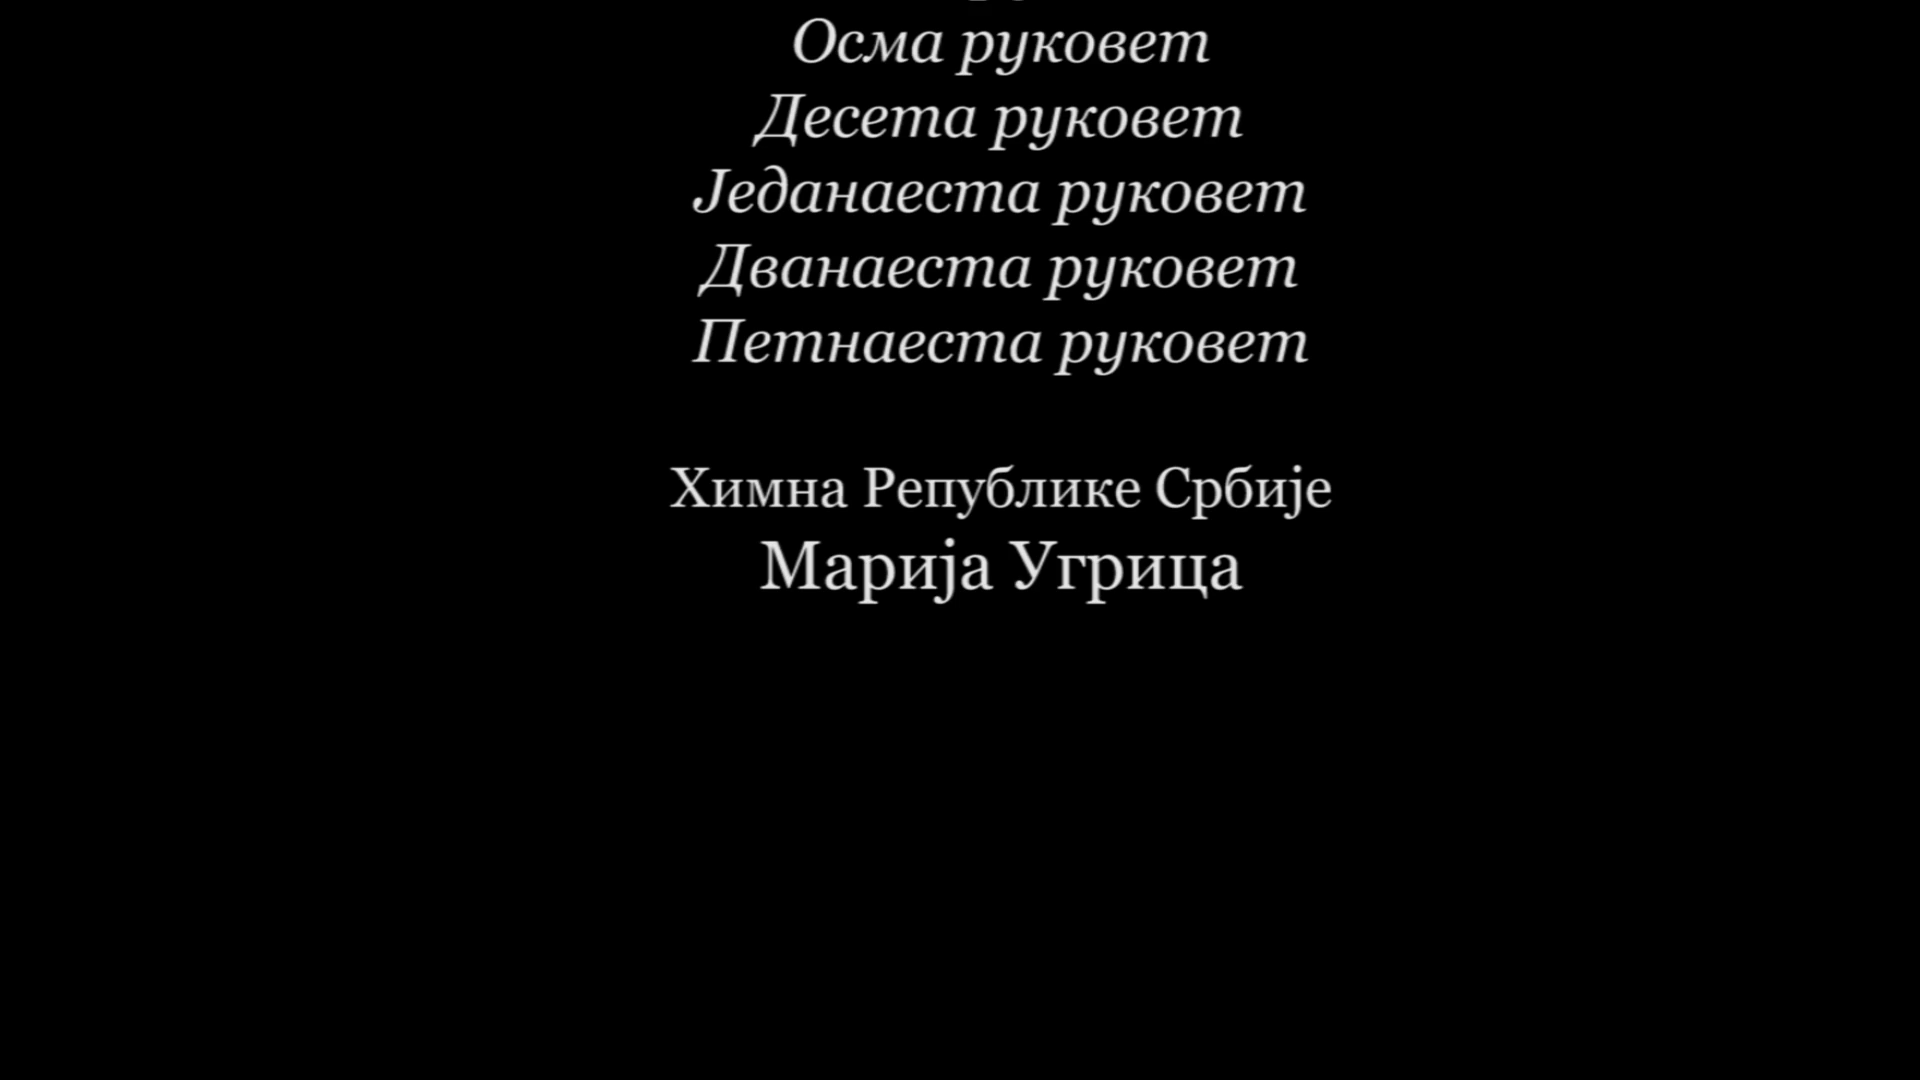 Осма руковет
Десета руковет
Једанаеста руковет
Дванаеста руковет
Петнаеста руковет
Химна Републике Србије
Марија Угрица